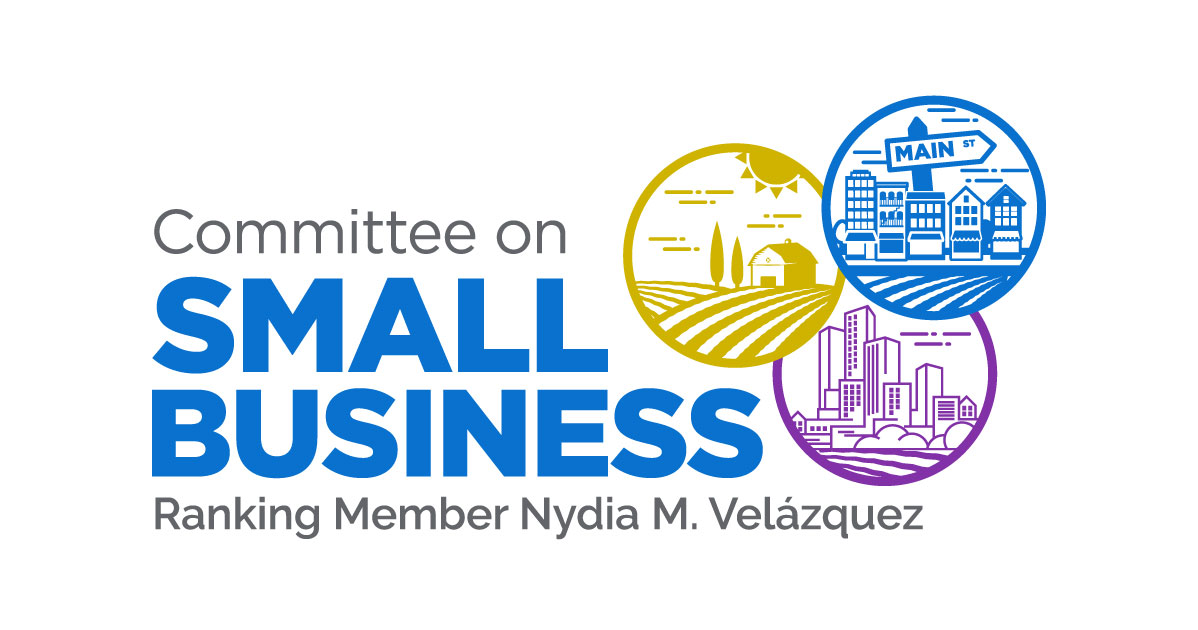 Committee on
SMALL
BUSINESS
Ranking Member Nydia M. Velázquez
MAIN ST